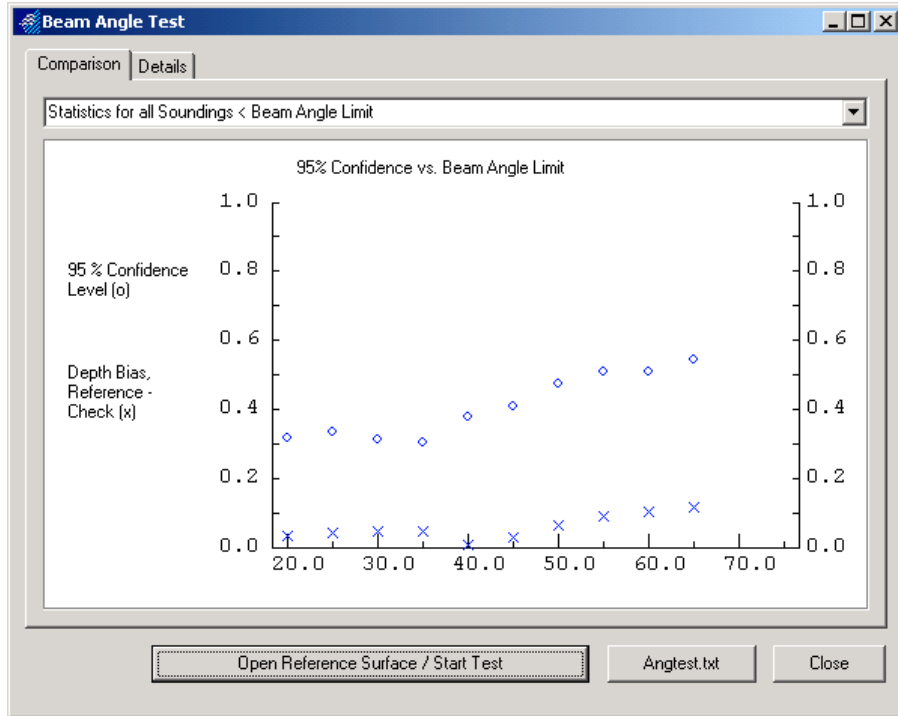 Beam Angle Test
Comparison
Details
Statistics for all Soundings < Beam Angle Limit
95% Confidence vs. Beam Angle Limit
1.0
1.0
95 % Confidence
Level (o)
0.8
0.8
0.6
0.6
Depth Bias,
Reference -
Check (x)
0.4
0.4
0.2
0.2
0.0
0.0
20.0 30.0 40.0 50.0 60.0 70.0
Open Reference Surface / Start Test
Angtest.txt
Close